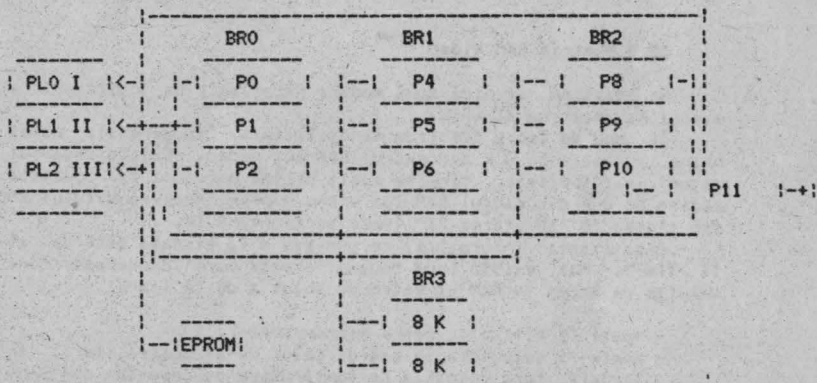 BR0 BR1 BR2
PL0 I P0 P4 P8
PL1 II P1 P5 P9
PL2 III P2 P6 P10
P11
BR3
8 K
EPROM
8 K